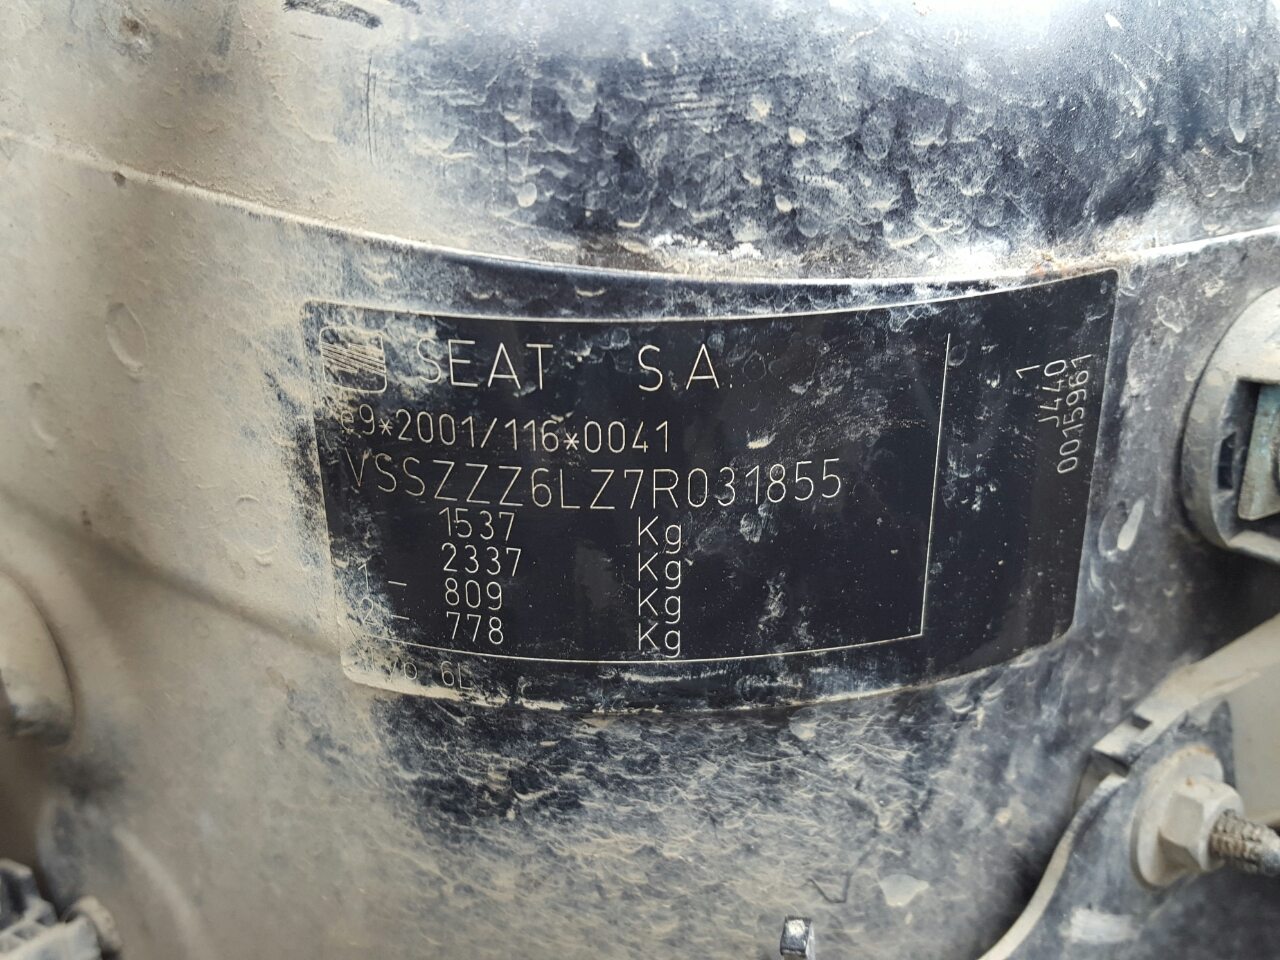 SEAT S.A.
e9*2001/116*0041
VSSZZZ6LZ7R031855
1537 Kg
2337 Kg
1 - 809 Kg
2 - 778 Kg
6L
1
J440
0015961